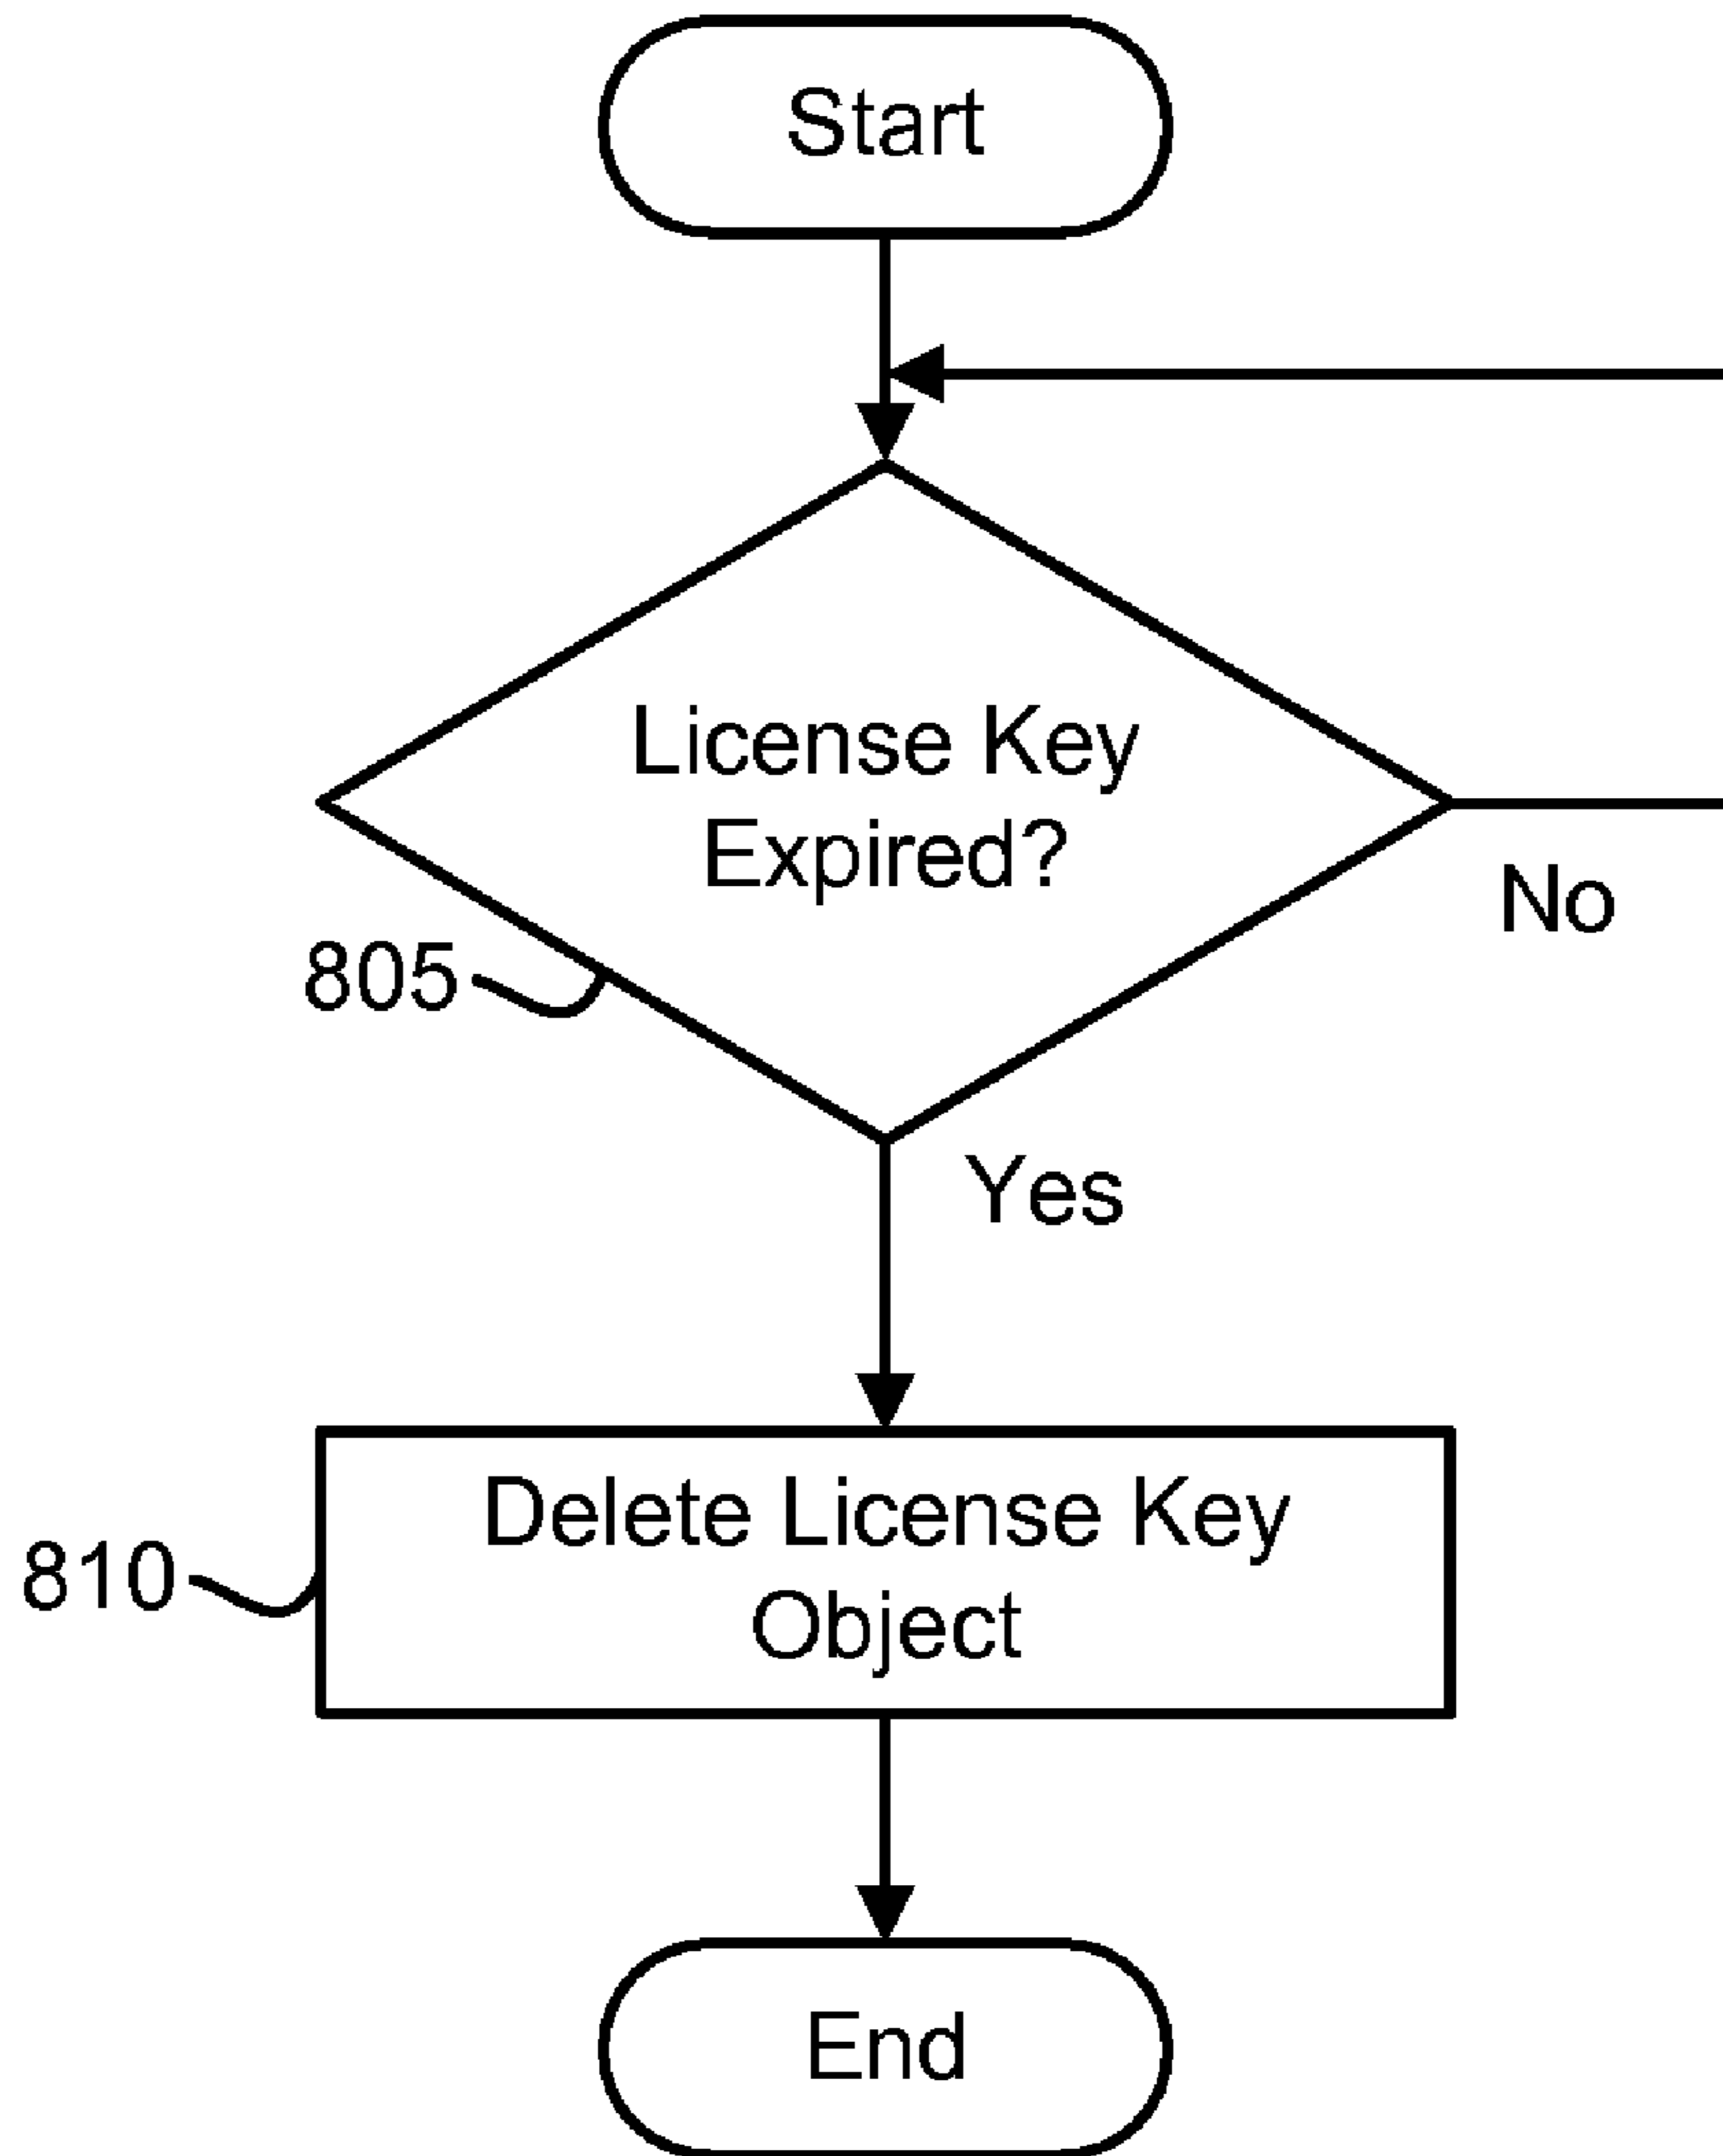 Start
License Key
Expired?
No
805
Yes
Delete License Key
Object
810
End